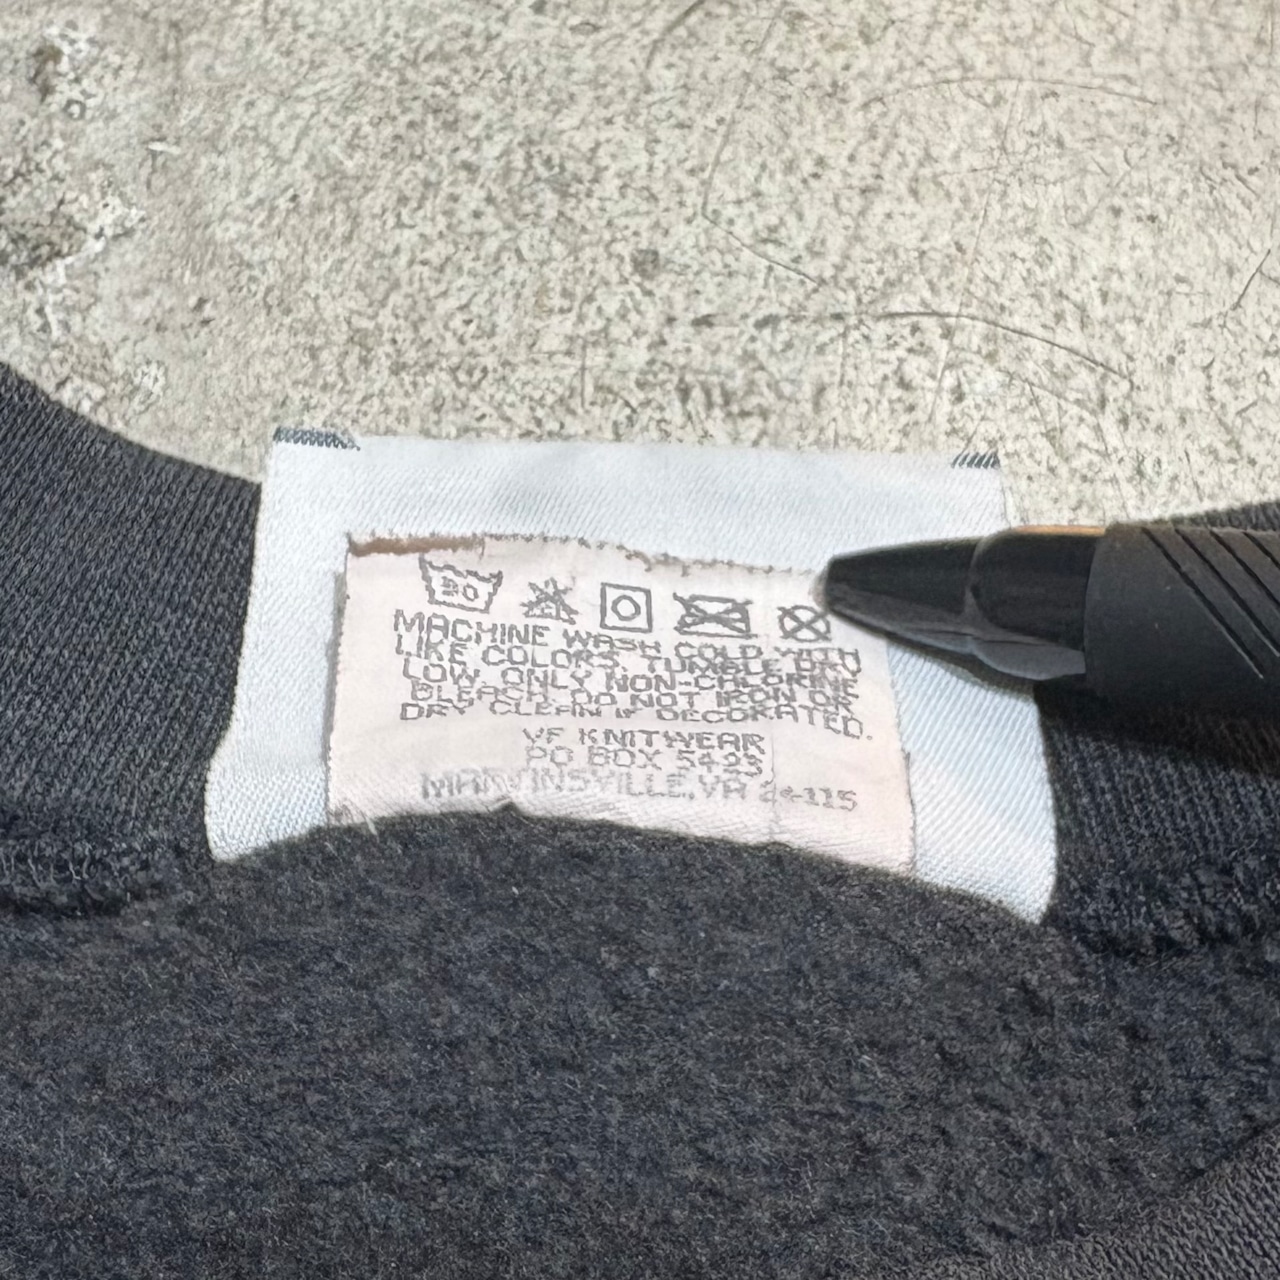 30
MACHINE WASH COLD WITH
LIKE COLORS. TUMBLE DRY
LOW. ONLY NON-CHLORINE
BLEACH. DO NOT IRON OR
DRY CLEAN IF DECORATED.
VF KNITWEAR
PO BOX 5423
MARTINSVILLE, VA 24115